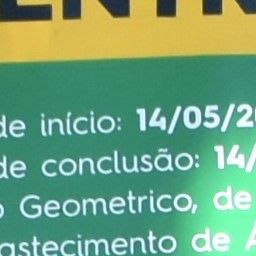 ENTR
de início: 14/05/2
de conclusão: 14/
o Geometrico, de
astecimento de A